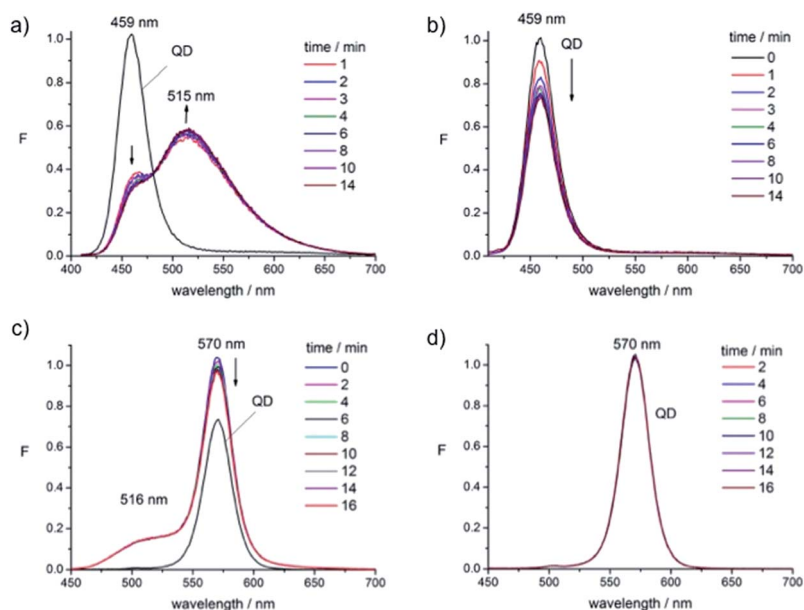 a)
459 nm
QD
515 nm
time / min
1
2
3
4
6
8
10
14
F
1.0
0.8
0.6
0.4
0.2
0.0
400 450 500 550 600 650 700
wavelength / nm
b)
459 nm
QD
time / min
0
1
2
3
4
6
8
10
14
F
1.0
0.8
0.6
0.4
0.2
0.0
450 500 550 600 650 700
wavelength / nm
c)
570 nm
QD
516 nm
time / min
0
2
4
6
8
10
12
14
16
F
1.0
0.8
0.6
0.4
0.2
0.0
450 500 550 600 650 700
wavelength / nm
d)
570 nm
QD
time / min
2
4
6
8
10
12
14
16
F
1.0
0.8
0.6
0.4
0.2
0.0
450 500 550 600 650 700
wavelength / nm